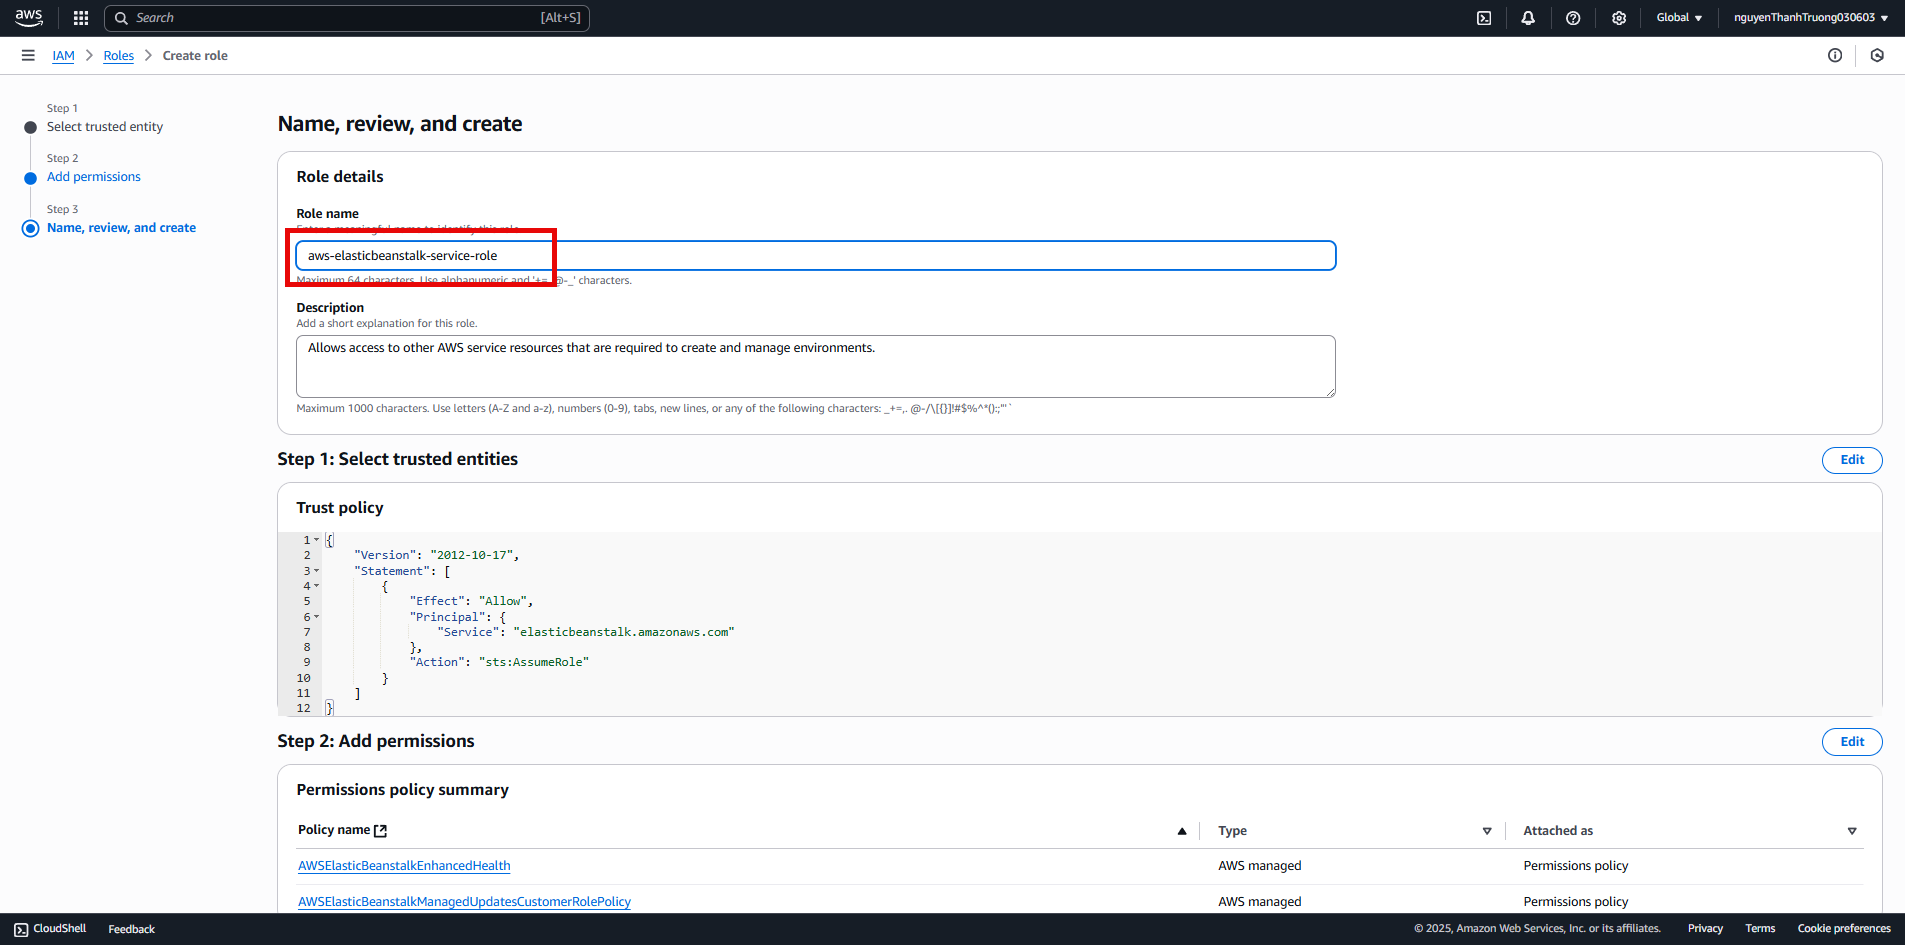 aws
Search [Alt+S]
Global nguyenThanhTruong030603
IAM Roles Create role
Step 1
Select trusted entity
Step 2
Add permissions
Step 3
Name, review, and create
Name, review, and create
Role details
Role name
Enter a meaningful name to identify this role.
aws-elasticbeanstalk-service-role
Maximum 64 characters. Use alphanumeric and '+=,.@-_' characters.
Description
Add a short explanation for this role.
Allows access to other AWS service resources that are required to create and manage environments.
Maximum 1000 characters. Use letters (A-Z and a-z), numbers (0-9), tabs, new lines, or any of the following characters: _+=,. @-/\[{}]!#$%^*();:"'`
Step 1: Select trusted entities
Edit
Trust policy
1 {
2 "Version": "2012-10-17",
3 "Statement": [
4 {
5 "Effect": "Allow",
6 "Principal": {
7 "Service": "elasticbeanstalk.amazonaws.com"
8 },
9 "Action": "sts:AssumeRole"
10 }
11 ]
12 }
Step 2: Add permissions
Edit
Permissions policy summary
Policy name Type Attached as
AWSElasticBeanstalkEnhancedHealth AWS managed Permissions policy
AWSElasticBeanstalkManagedUpdatesCustomerRolePolicy AWS managed Permissions policy
CloudShell Feedback © 2025, Amazon Web Services, Inc. or its affiliates. Privacy Terms Cookie preferences